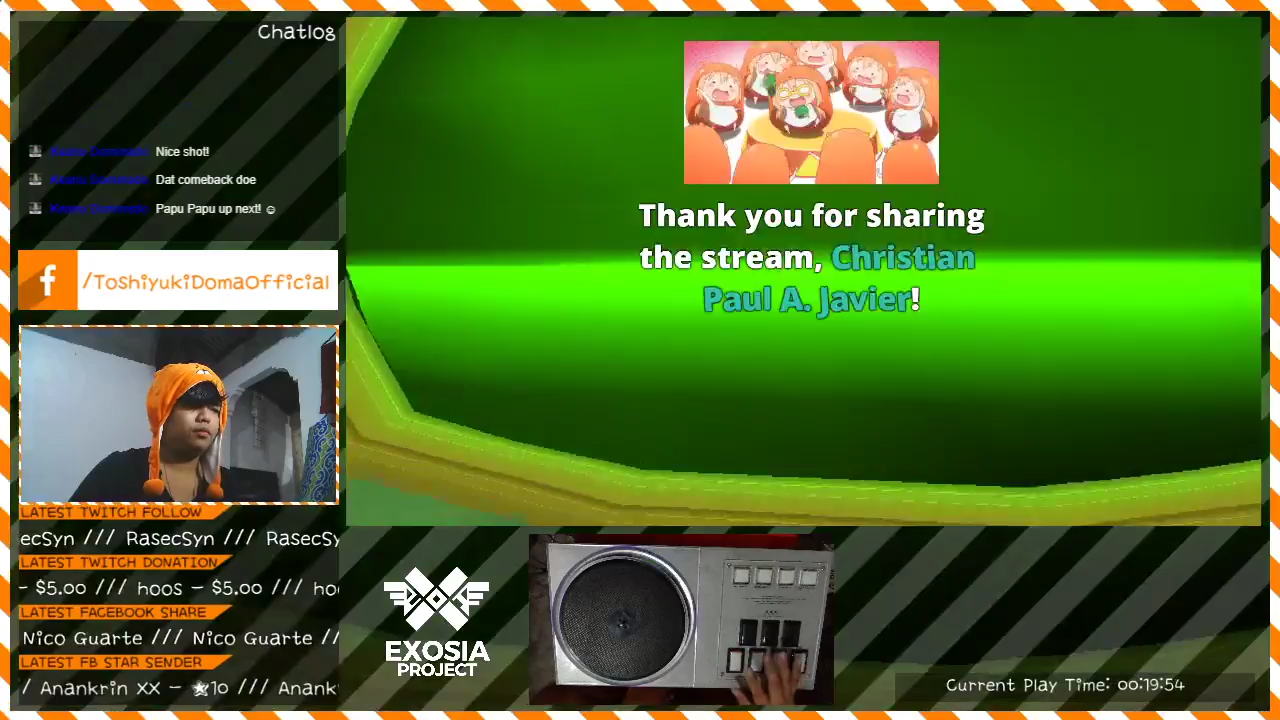 Chatlog
Nice shot!
Dat comeback doe
Papu Papu up next! ☺
f /ToshiyukiDomaOfficial
Thank you for sharing
the stream, Christian
Paul A. Javier!
LATEST TWITCH FOLLOW
ecSyn /// RasecSyn /// RasecSy
LATEST TWITCH DONATION
- $5.00 /// hoos - $5.00 /// ho
LATEST FACEBOOK SHARE
Nico Guarte /// Nico Guarte //
LATEST FB STAR SENDER
/ Anankrin XX - ★10 /// Anank
EXOSIA
PROJECT
Current Play Time: 00:19:54